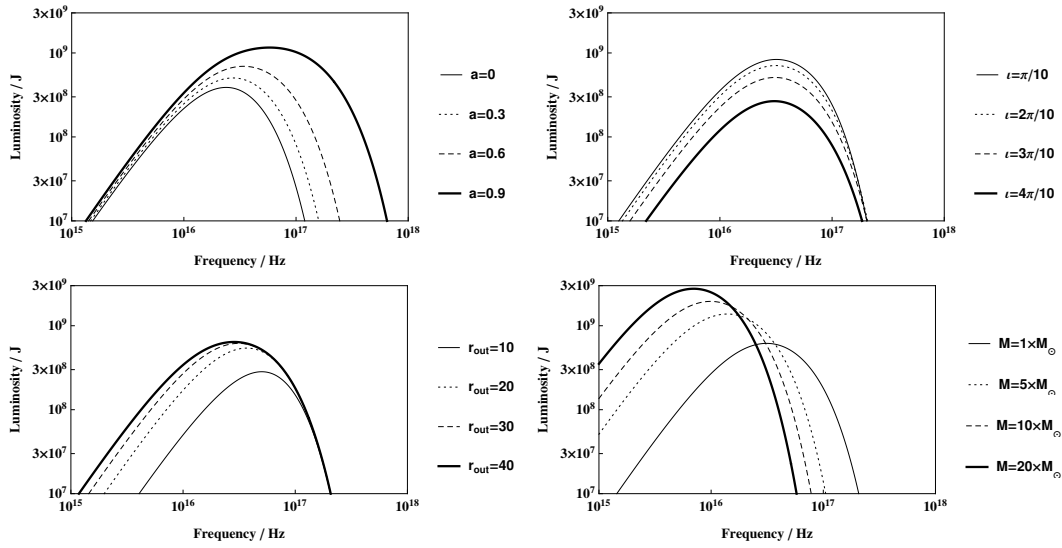 3×10⁹
10⁹
3×10⁸
10⁸
3×10⁷
10⁷
Luminosity / J
10¹⁵
10¹⁶
10¹⁷
10¹⁸
Frequency / Hz
a=0
a=0.3
a=0.6
a=0.9
3×10⁹
10⁹
3×10⁸
10⁸
3×10⁷
10⁷
Luminosity / J
10¹⁵
10¹⁶
10¹⁷
10¹⁸
Frequency / Hz
ι=π/10
ι=2π/10
ι=3π/10
ι=4π/10
3×10⁹
10⁹
3×10⁸
10⁸
3×10⁷
10⁷
Luminosity / J
10¹⁵
10¹⁶
10¹⁷
10¹⁸
Frequency / Hz
r_out=10
r_out=20
r_out=30
r_out=40
3×10⁹
10⁹
3×10⁸
10⁸
3×10⁷
10⁷
Luminosity / J
10¹⁵
10¹⁶
10¹⁷
10¹⁸
Frequency / Hz
M=1×M⊙
M=5×M⊙
M=10×M⊙
M=20×M⊙